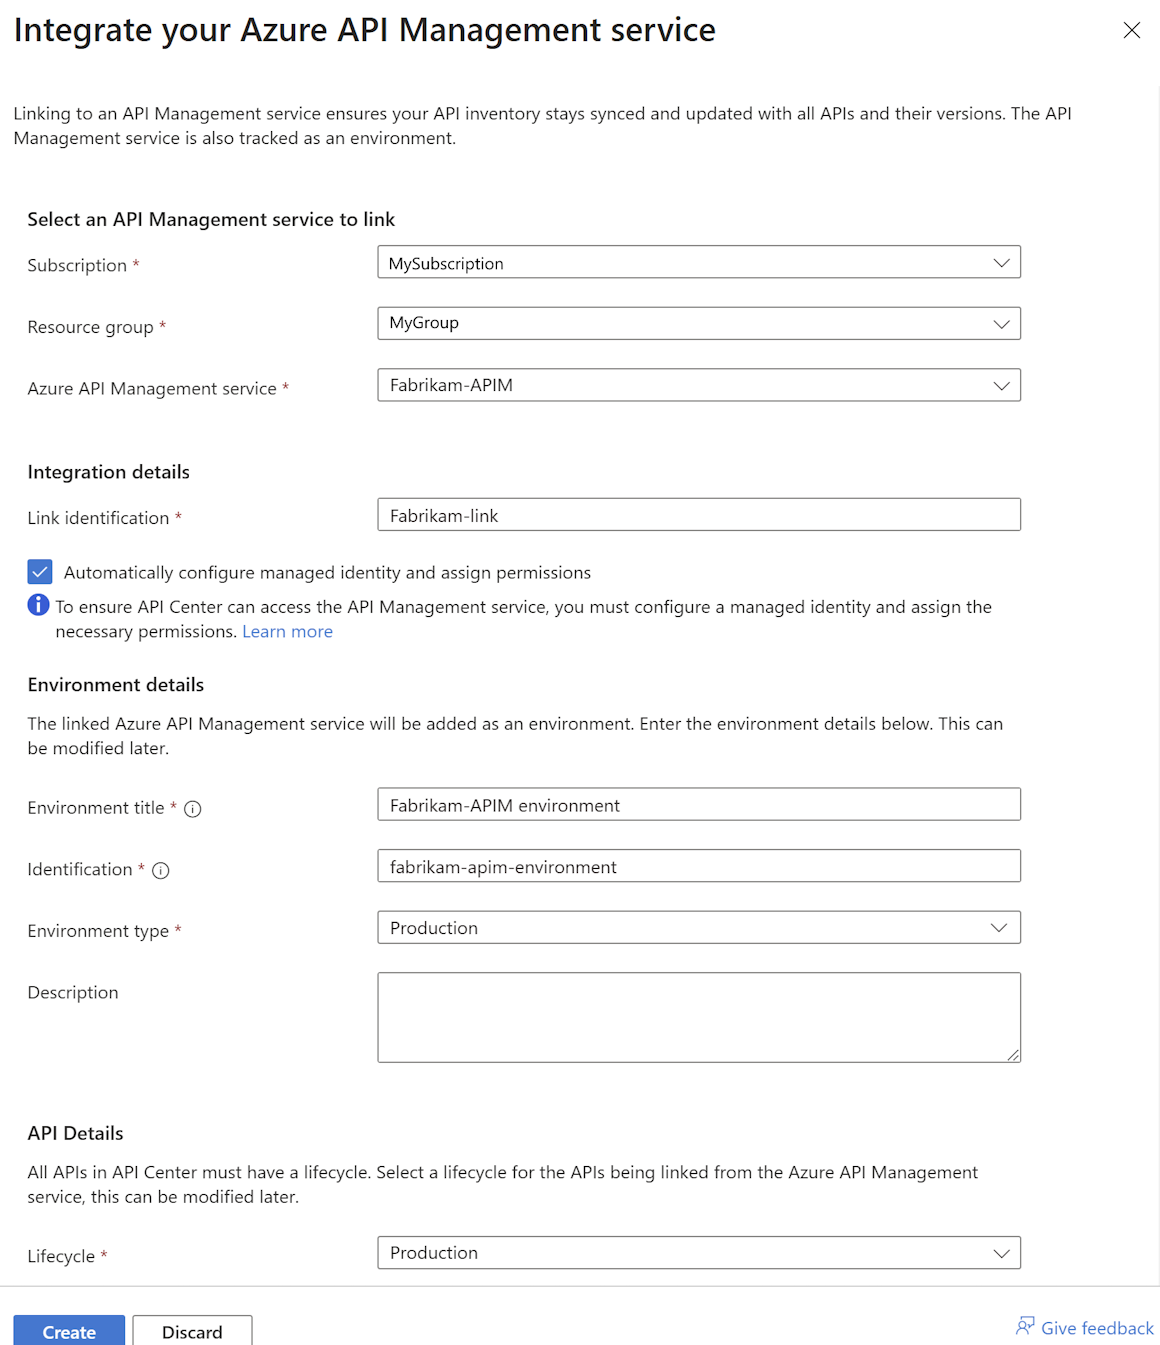 Integrate your Azure API Management service
Linking to an API Management service ensures your API inventory stays synced and updated with all APIs and their versions. The API
Management service is also tracked as an environment.
Select an API Management service to link
Subscription *
MySubscription
Resource group *
MyGroup
Azure API Management service *
Fabrikam-APIM
Integration details
Link identification *
Fabrikam-link
Automatically configure managed identity and assign permissions
To ensure API Center can access the API Management service, you must configure a managed identity and assign the
necessary permissions. Learn more
Environment details
The linked Azure API Management service will be added as an environment. Enter the environment details below. This can
be modified later.
Environment title *
Fabrikam-APIM environment
Identification *
fabrikam-apim-environment
Environment type *
Production
Description
API Details
All APIs in API Center must have a lifecycle. Select a lifecycle for the APIs being linked from the Azure API Management
service, this can be modified later.
Lifecycle *
Production
Create
Discard
Give feedback